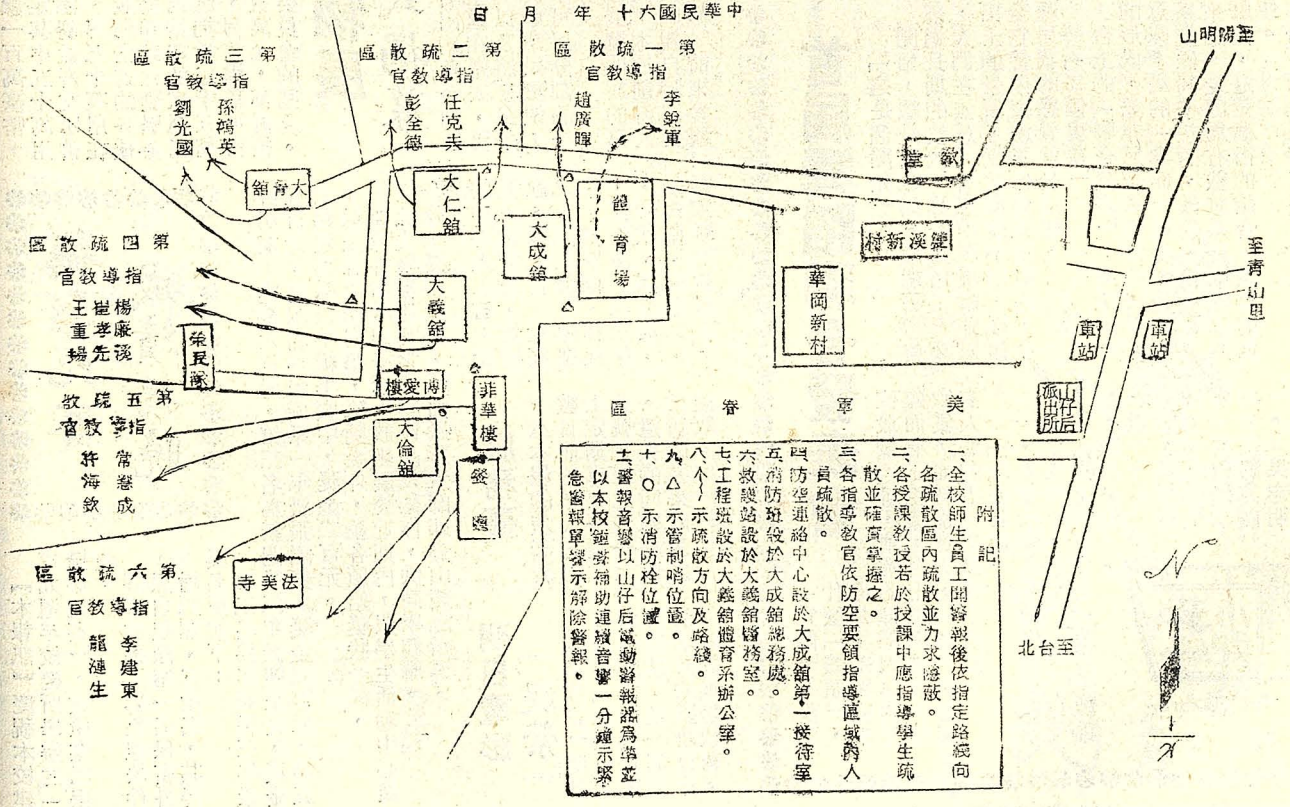 中華民國六十年　月　日
第一疏散區
指導教官
李銳軍
趙廣暉
第二疏散區
指導教官
任克夫
彭全德
第三疏散區
指導教官
孫鴻英
劉光國
第四疏散區
指導教官
楊嚴
崔孝先
王重揚
第五疏散區
指導教官
常成
許海欽
第六疏散區
指導教官
李建東
龍漣生
至陽明山
至青山里
至台北
車站
車站
山仔后派出所
新村
華岡新村
美軍眷區
體育場
大成館
大仁館
大義館
博愛樓
菲華樓
大倫館
榮民
法美寺
附記
一、全校師生員工聞警報後依指定路綫向
各疏散區內疏散並力求隱蔽。
二、各授課教授若於授課中應指導學生疏
散並確實掌握之。
三、各指導教官依防空要領指導區域內人
員疏散。
四、防空連絡中心設於大成館第一接待室
五、消防班設於大成館總務處。
六、救護站設於大義館醫務室。
七、工程班設於大義館體育系辦公室。
八、个～示疏散方向及路綫。
九、△ 示管制哨位置。
十、○ 示消防栓位置。
十一、警報音響以山仔后電動警報器為準並
以本校鐘聲補助連續音響一分鐘示緊
急警報單響示解除警報。
N